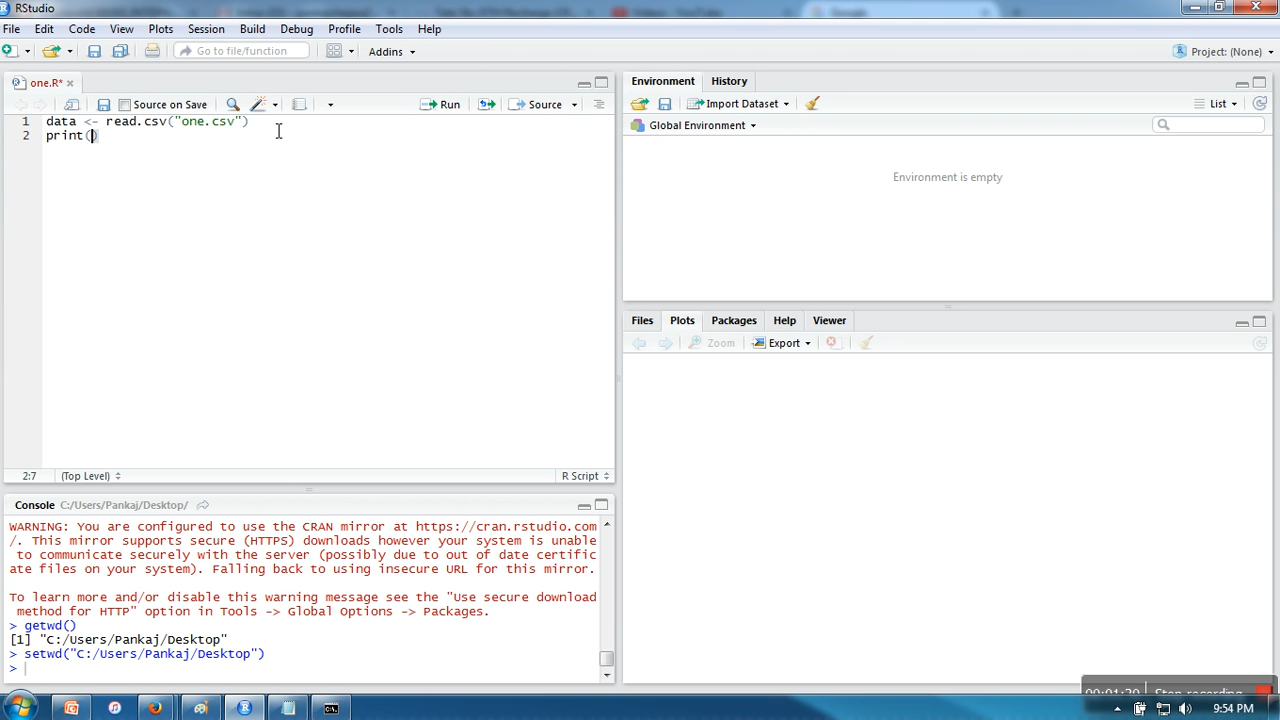 RStudio
File Edit Code View Plots Session Build Debug Profile Tools Help
Go to file/function Addins Project: (None)
one.R*
Source on Save Run Source
1 data <- read.csv("one.csv")
2 print()
2:7 (Top Level) R Script
Console C:/Users/Pankaj/Desktop/
WARNING: You are configured to use the CRAN mirror at https://cran.rstudio.com
/. This mirror supports secure (HTTPS) downloads however your system is unable
to communicate securely with the server (possibly due to out of date certific
ate files on your system). Falling back to using insecure URL for this mirror.
To learn more and/or disable this warning message see the "Use secure download
method for HTTP" option in Tools -> Global Options -> Packages.
> getwd()
[1] "C:/Users/Pankaj/Desktop"
> setwd("C:/Users/Pankaj/Desktop")
>
Environment History
Import Dataset List
Global Environment
Environment is empty
Files Plots Packages Help Viewer
Zoom Export
00:01:20 Stop recording
9:54 PM